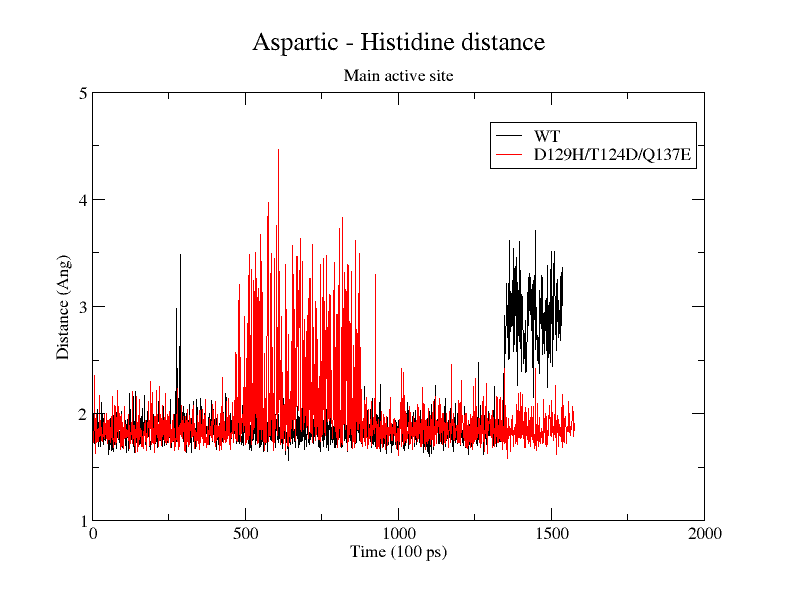 Aspartic - Histidine distance
Main active site
WT
D129H/T124D/Q137E
5
4
3
2
1
Distance (Ang)
0
500
1000
1500
2000
Time (100 ps)